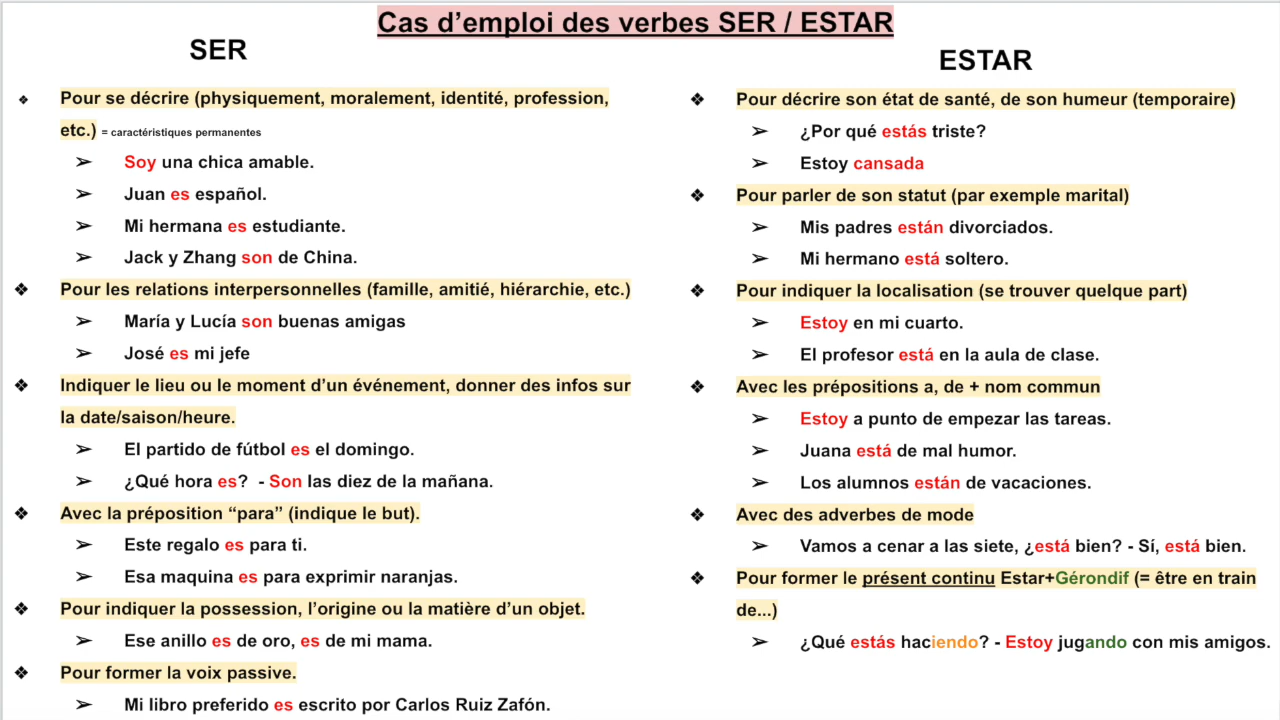 Cas d’emploi des verbes SER / ESTAR
SER
❖ Pour se décrire (physiquement, moralement, identité, profession,
etc.) = caractéristiques permanentes
➢ Soy una chica amable.
➢ Juan es español.
➢ Mi hermana es estudiante.
➢ Jack y Zhang son de China.
❖ Pour les relations interpersonnelles (famille, amitié, hiérarchie, etc.)
➢ María y Lucía son buenas amigas
➢ José es mi jefe
❖ Indiquer le lieu ou le moment d’un événement, donner des infos sur
la date/saison/heure.
➢ El partido de fútbol es el domingo.
➢ ¿Qué hora es? - Son las diez de la mañana.
❖ Avec la préposition “para” (indique le but).
➢ Este regalo es para ti.
➢ Esa maquina es para exprimir naranjas.
❖ Pour indiquer la possession, l’origine ou la matière d’un objet.
➢ Ese anillo es de oro, es de mi mama.
❖ Pour former la voix passive.
➢ Mi libro preferido es escrito por Carlos Ruiz Zafón.
ESTAR
❖ Pour décrire son état de santé, de son humeur (temporaire)
➢ ¿Por qué estás triste?
➢ Estoy cansada
❖ Pour parler de son statut (par exemple marital)
➢ Mis padres están divorciados.
➢ Mi hermano está soltero.
❖ Pour indiquer la localisation (se trouver quelque part)
➢ Estoy en mi cuarto.
➢ El profesor está en la aula de clase.
❖ Avec les prépositions a, de + nom commun
➢ Estoy a punto de empezar las tareas.
➢ Juana está de mal humor.
➢ Los alumnos están de vacaciones.
❖ Avec des adverbes de mode
➢ Vamos a cenar a las siete, ¿está bien? - Sí, está bien.
❖ Pour former le présent continu Estar+Gérondif (= être en train
de...)
➢ ¿Qué estás haciendo? - Estoy jugando con mis amigos.